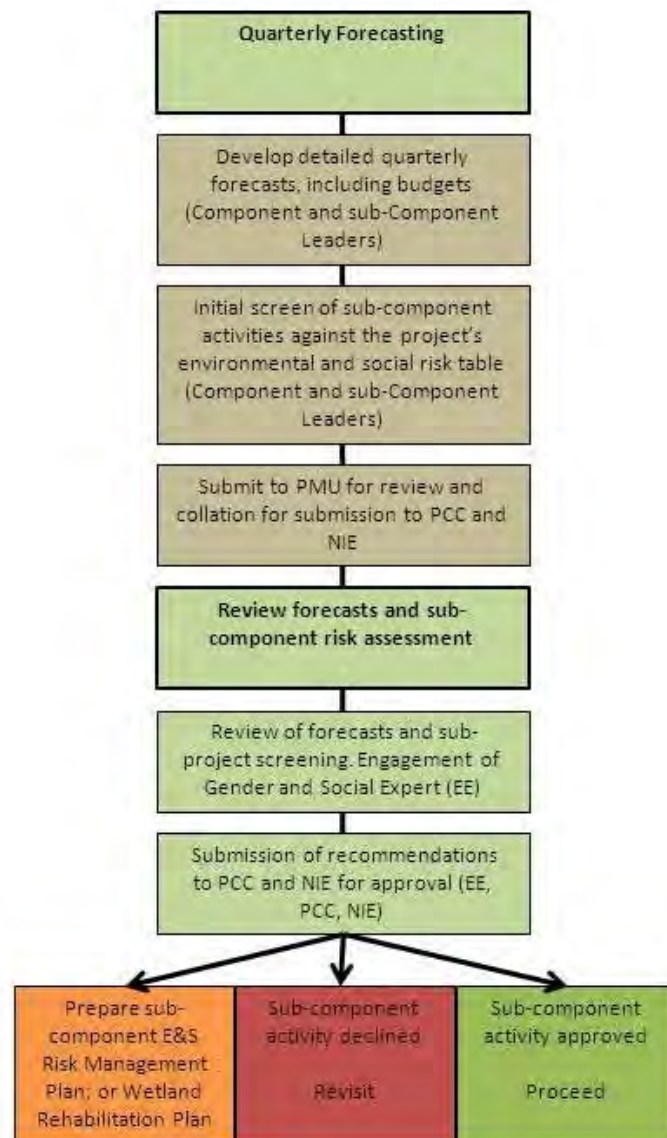 Quarterly Forecasting
Develop detailed quarterly
forecasts, including budgets
(Component and sub-Component
Leaders)
Initial screen of sub-component
activities against the project's
environmental and social risk table
(Component and sub-Component
Leaders)
Submit to PMU for review and
collation for submission to PCC and
NIE
Review forecasts and sub-
component risk assessment
Review of forecasts and sub-
project screening. Engagement of
Gender and Social Expert (EE)
Submission of recommendations
to PCC and NIE for approval (EE,
PCC, NIE)
Prepare sub-
component E&S
Risk Management
Plan; or Wetland
Rehabilitation Plan
Sub-component
activity declined
Revisit
Sub-component
activity approved
Proceed